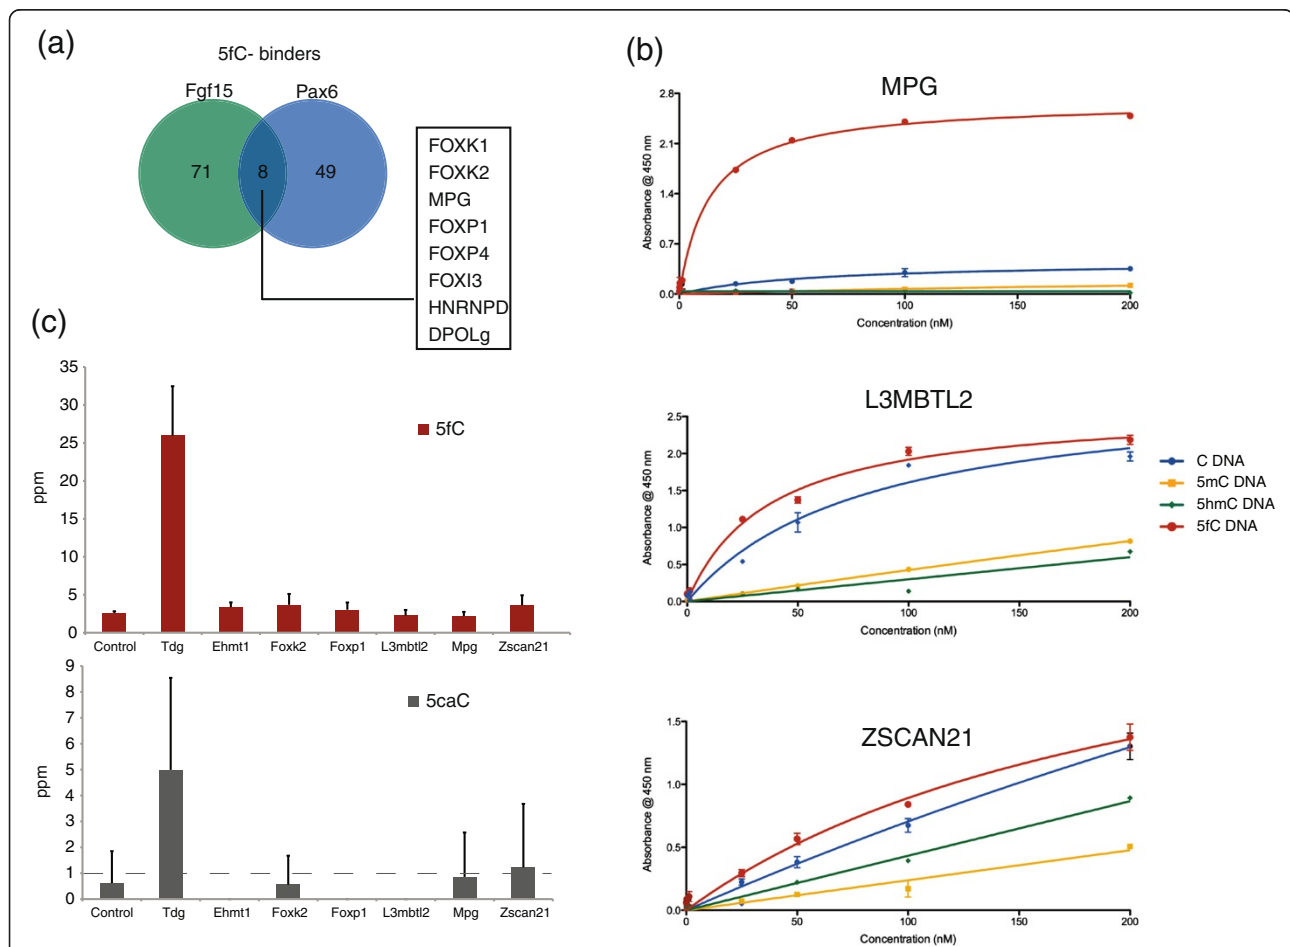 (a)
5fC- binders
Fgf15 Pax6
71 8 49
FOXK1
FOXK2
MPG
FOXP1
FOXP4
FOXI3
HNRNPD
DPOLg
(b)
MPG
Absorbance @ 450 nm
2.8
2.1
1.4
0.7
0.0
0 50 100 150 200
Concentration (nM)
L3MBTL2
Absorbance @ 450 nm
2.5
2.0
1.5
1.0
0.5
0.0
0 50 100 150 200
Concentration (nM)
C DNA
5mC DNA
5hmC DNA
5fC DNA
ZSCAN21
Absorbance @ 450 nm
1.5
1.0
0.5
0.0
0 50 100 150 200
Concentration (nM)
(c)
ppm
35
30
25
20
15
10
5
0
5fC
Control Tdg Ehmt1 Foxk2 Foxp1 L3mbtl2 Mpg Zscan21
ppm
9
8
7
6
5
4
3
2
1
0
5caC
Control Tdg Ehmt1 Foxk2 Foxp1 L3mbtl2 Mpg Zscan21